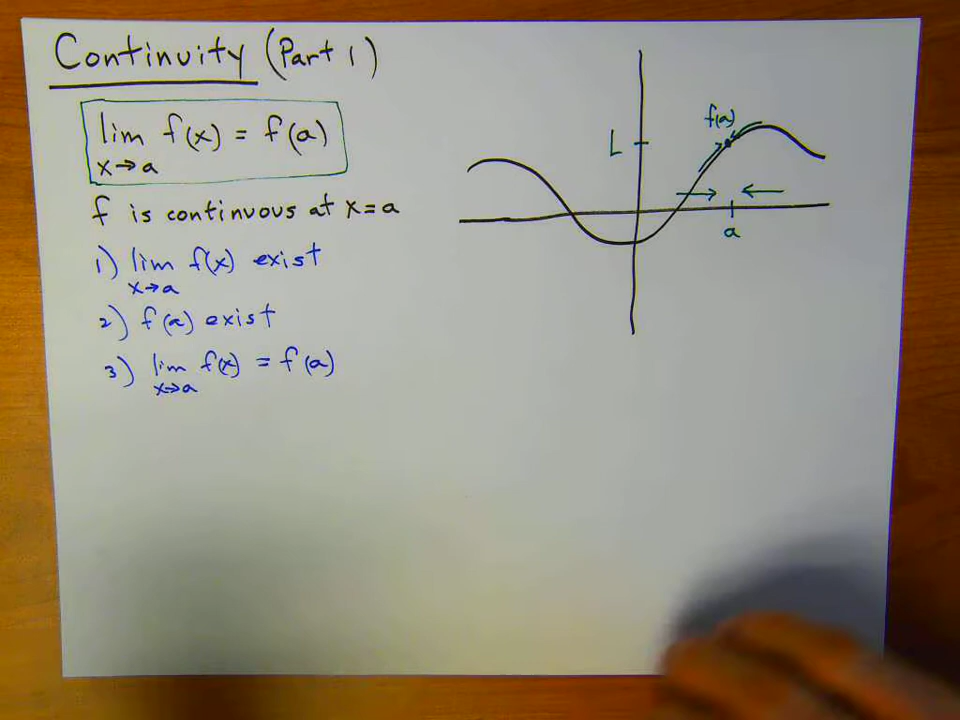 Continuity (Part 1)
lim f(x) = f(a)
x→a
f is continuous at x=a
1) lim f(x) exist
x→a
2) f(a) exist
3) lim f(x) = f(a)
x→a
f(a)
L
a